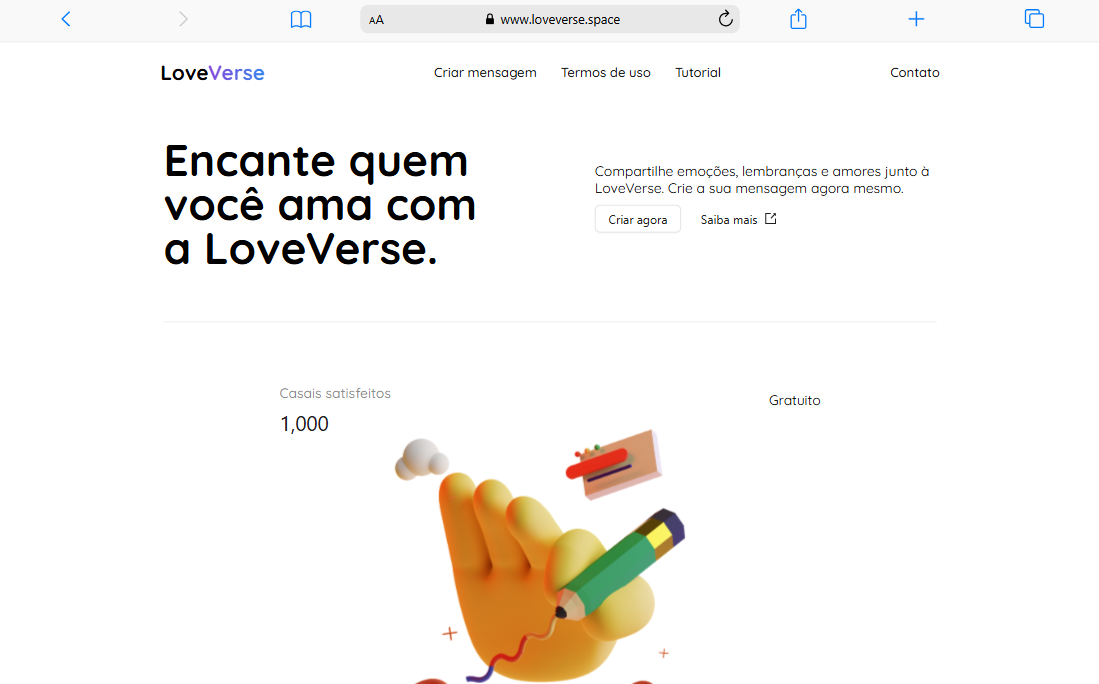 AA
www.loveverse.space
LoveVerse
Criar mensagem
Termos de uso
Tutorial
Contato
Encante quem
você ama com
a LoveVerse.
Compartilhe emoções, lembranças e amores junto à
LoveVerse. Crie a sua mensagem agora mesmo.
Criar agora
Saiba mais
Casais satisfeitos
1,000
Gratuito